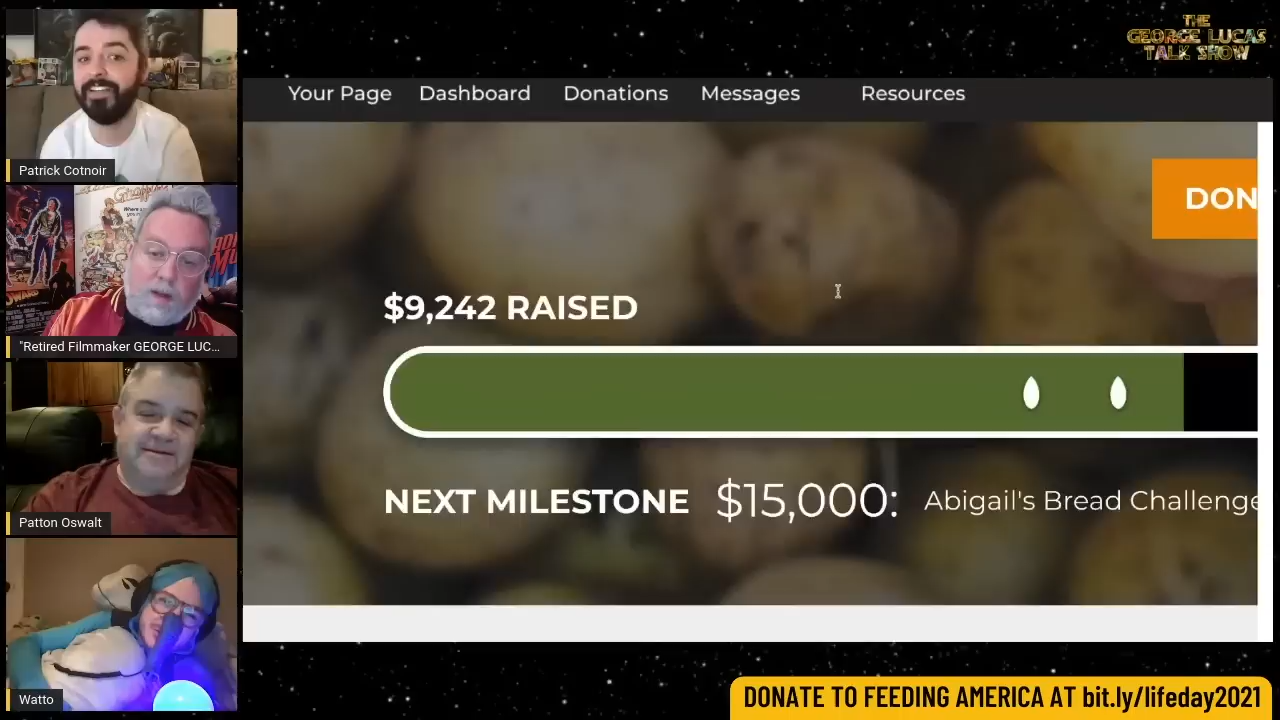 THE
GEORGE LUCAS
TALK SHOW
Your Page Dashboard Donations Messages Resources
Patrick Cotnoir
DON
$9,242 RAISED
"Retired Filmmaker GEORGE LUC...
NEXT MILESTONE $15,000: Abigail's Bread Challenge
Patton Oswalt
Watto
DONATE TO FEEDING AMERICA AT bit.ly/lifeday2021